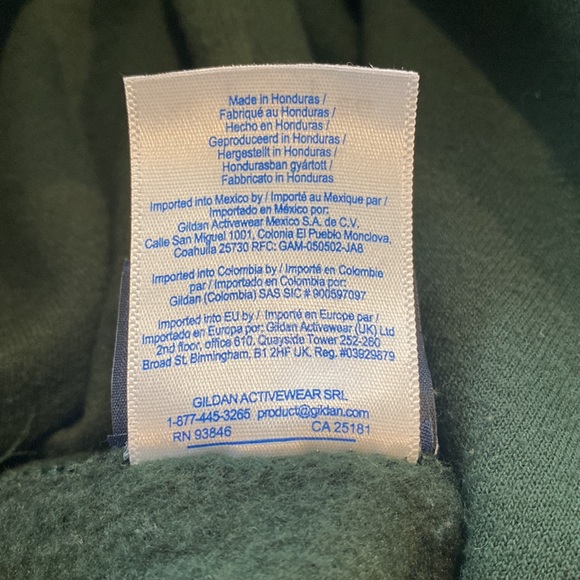 Made in Honduras /
Fabriqué au Honduras /
Hecho en Honduras /
Geproduceerd in Honduras /
Hergestellt in Honduras /
Hondurasban gyártott /
Fabbricato in Honduras
Imported into Mexico by / Importé au Mexique par /
Importado en México por:
Gildan Activewear Mexico S.A. de C.V.
Calle San Miguel 1001, Colonia El Pueblo Monclova,
Coahuila 25730 RFC: GAM-050502-JA8
Imported into Colombia by / Importé en Colombie
par / Importado en Colombia por:
Gildan (Colombia) SAS SIC # 900597097
Imported into EU by / Importé en Europe par /
Importado en Europa por: Gildan Activewear (UK) Ltd
2nd floor, office 610, Quayside Tower 252-260
Broad St, Birmingham, B1 2HF UK, Reg. #03929879
GILDAN ACTIVEWEAR SRL
1-877-445-3265 product@gildan.com
RN 93846 CA 25181